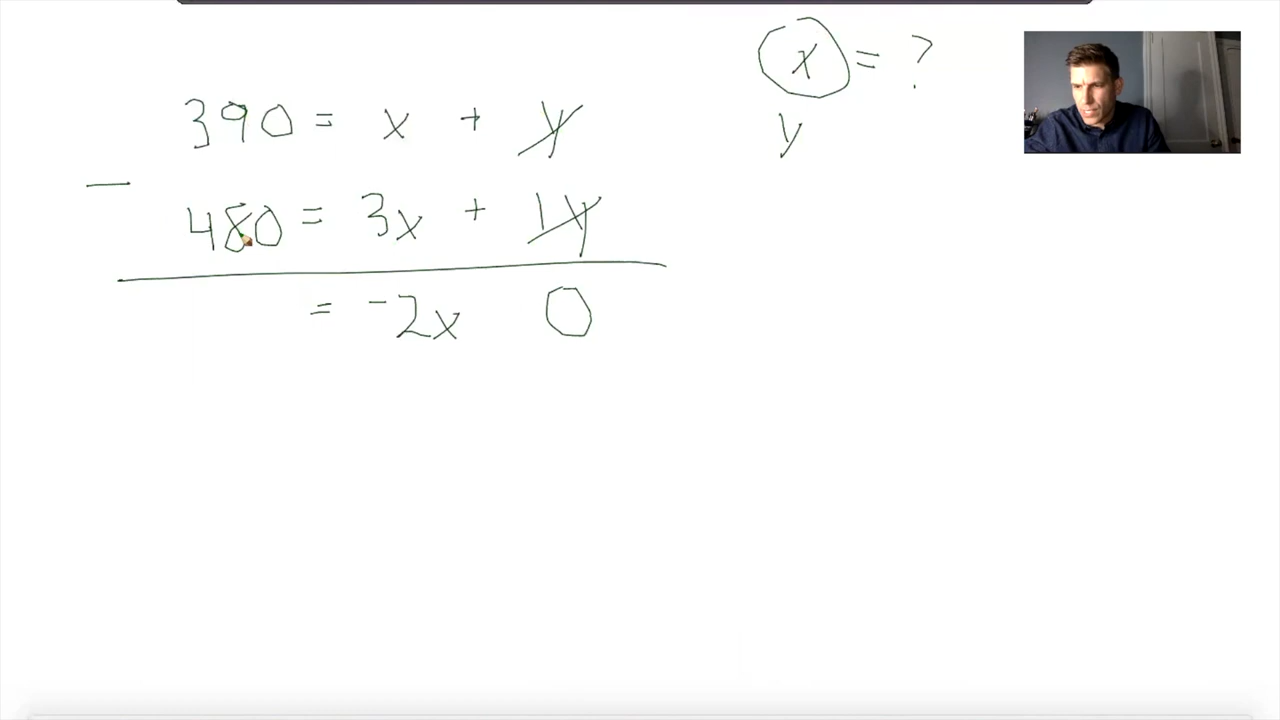 x = ?
y
390 = x + y
−
480 = 3x + 1y
= -2x 0